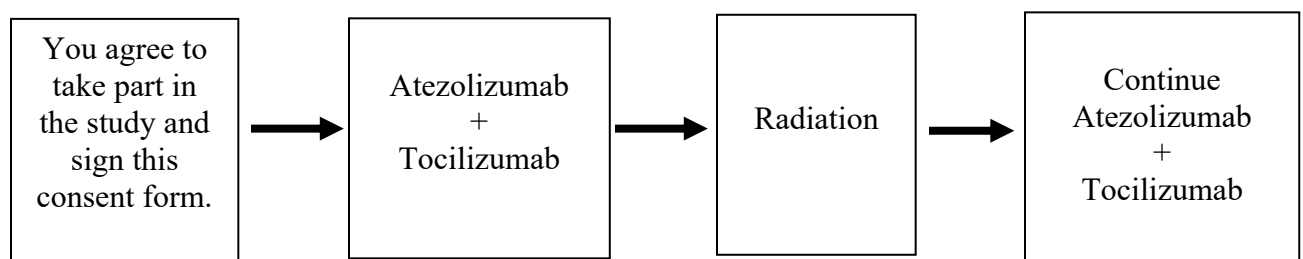 You agree to
take part in
the study and
sign this
consent form.
Atezolizumab
+
Tocilizumab
Radiation
Continue
Atezolizumab
+
Tocilizumab